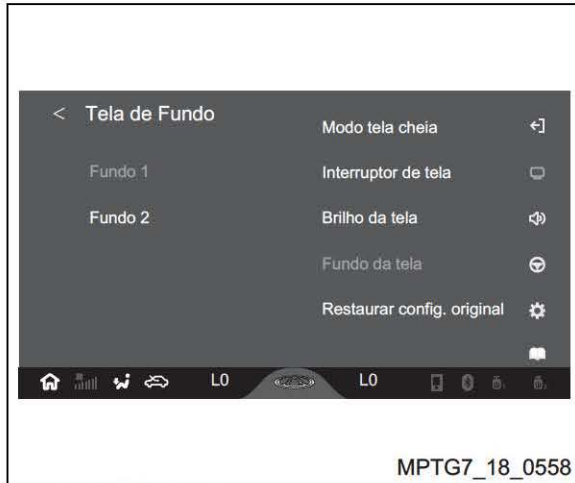 < Tela de Fundo
Fundo 1
Fundo 2
Modo tela cheia
Interruptor de tela
Brilho da tela
Fundo da tela
Restaurar config. original
L0 L0
MPTG7_18_0558